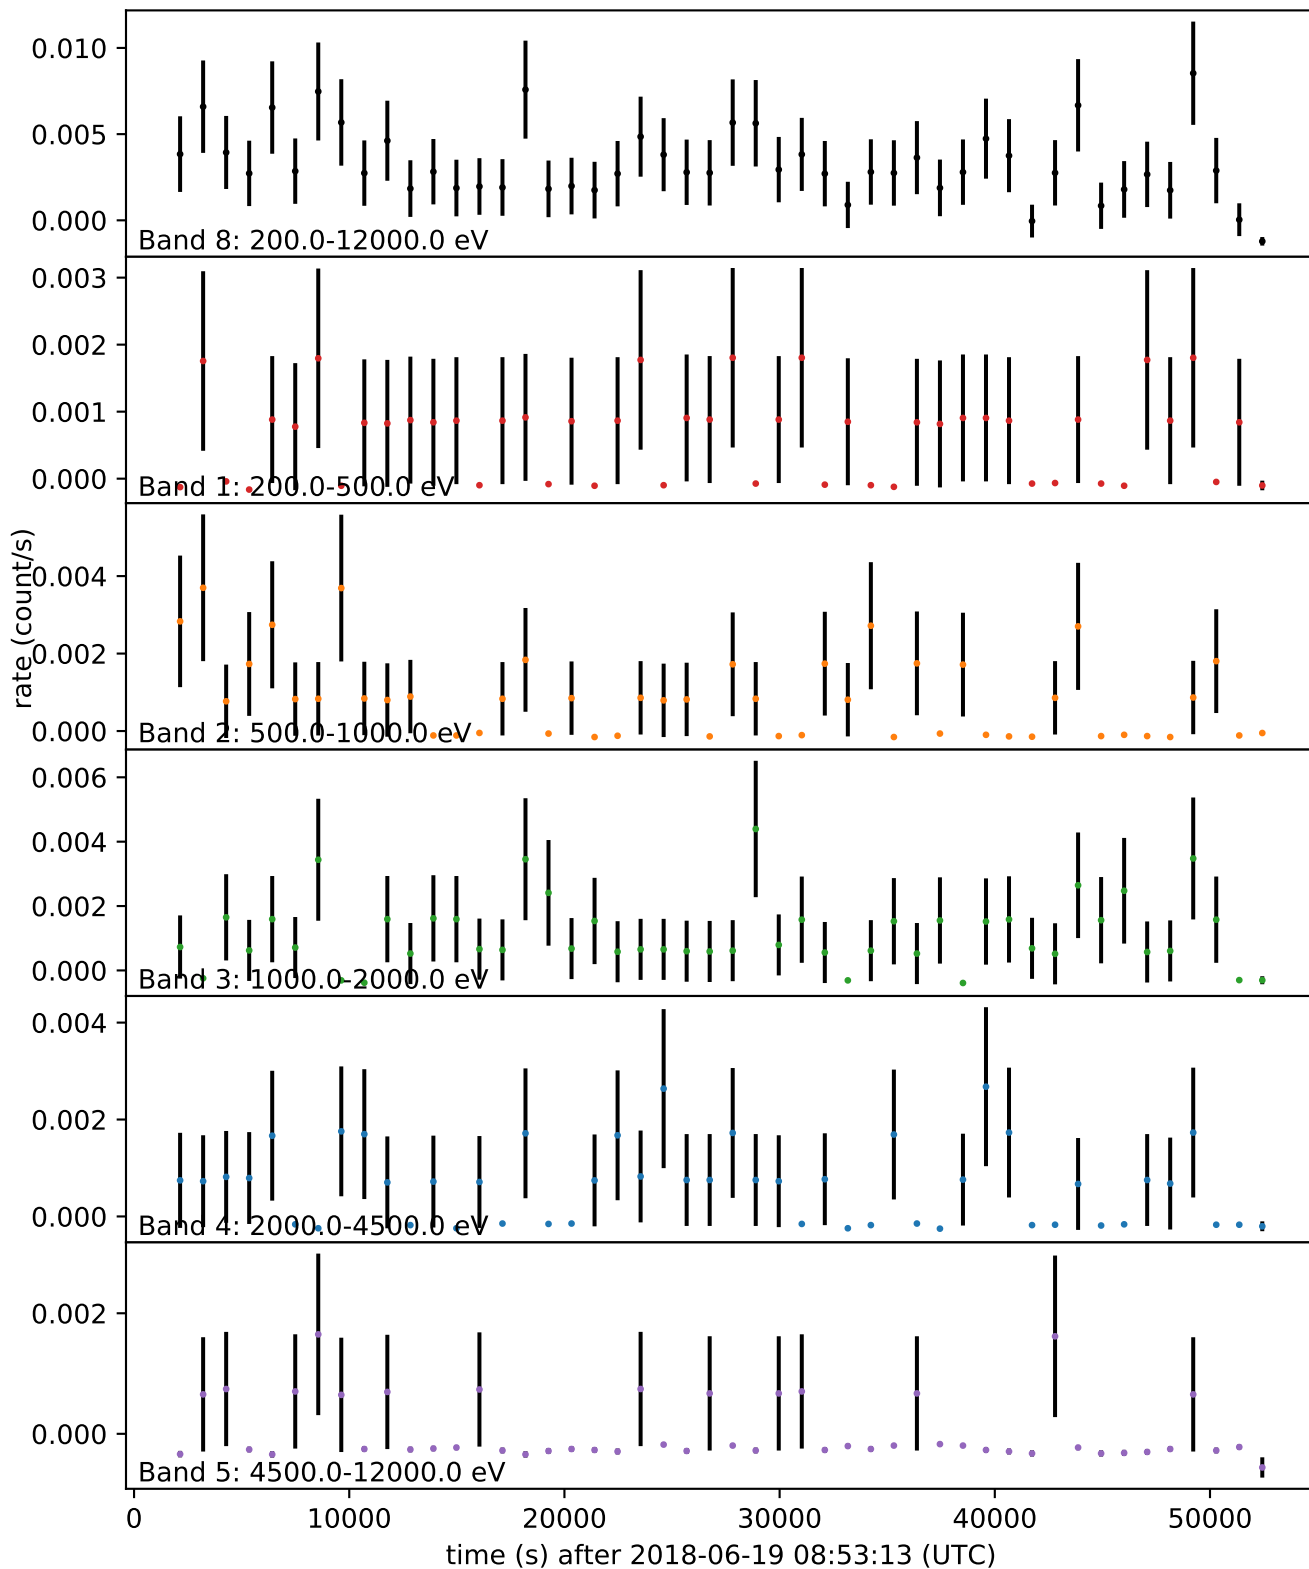 0.010
0.005
0.000
Band 8: 200.0-12000.0 eV
0.003
0.002
0.001
0.000
Band 1: 200.0-500.0 eV
rate (count/s)
0.004
0.002
0.000
Band 2: 500.0-1000.0 eV
0.006
0.004
0.002
0.000
Band 3: 1000.0-2000.0 eV
0.004
0.002
0.000
Band 4: 2000.0-4500.0 eV
0.002
0.000
Band 5: 4500.0-12000.0 eV
0 10000 20000 30000 40000 50000
time (s) after 2018-06-19 08:53:13 (UTC)